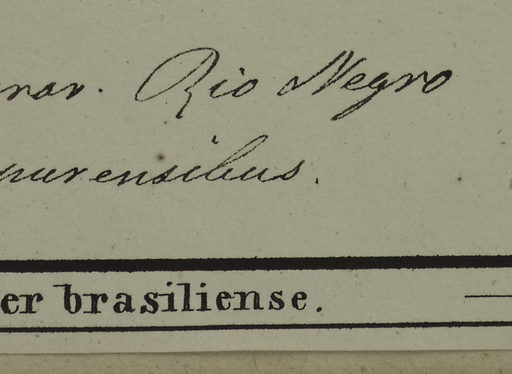 Rio Negro
purensibus.
er brasiliense.